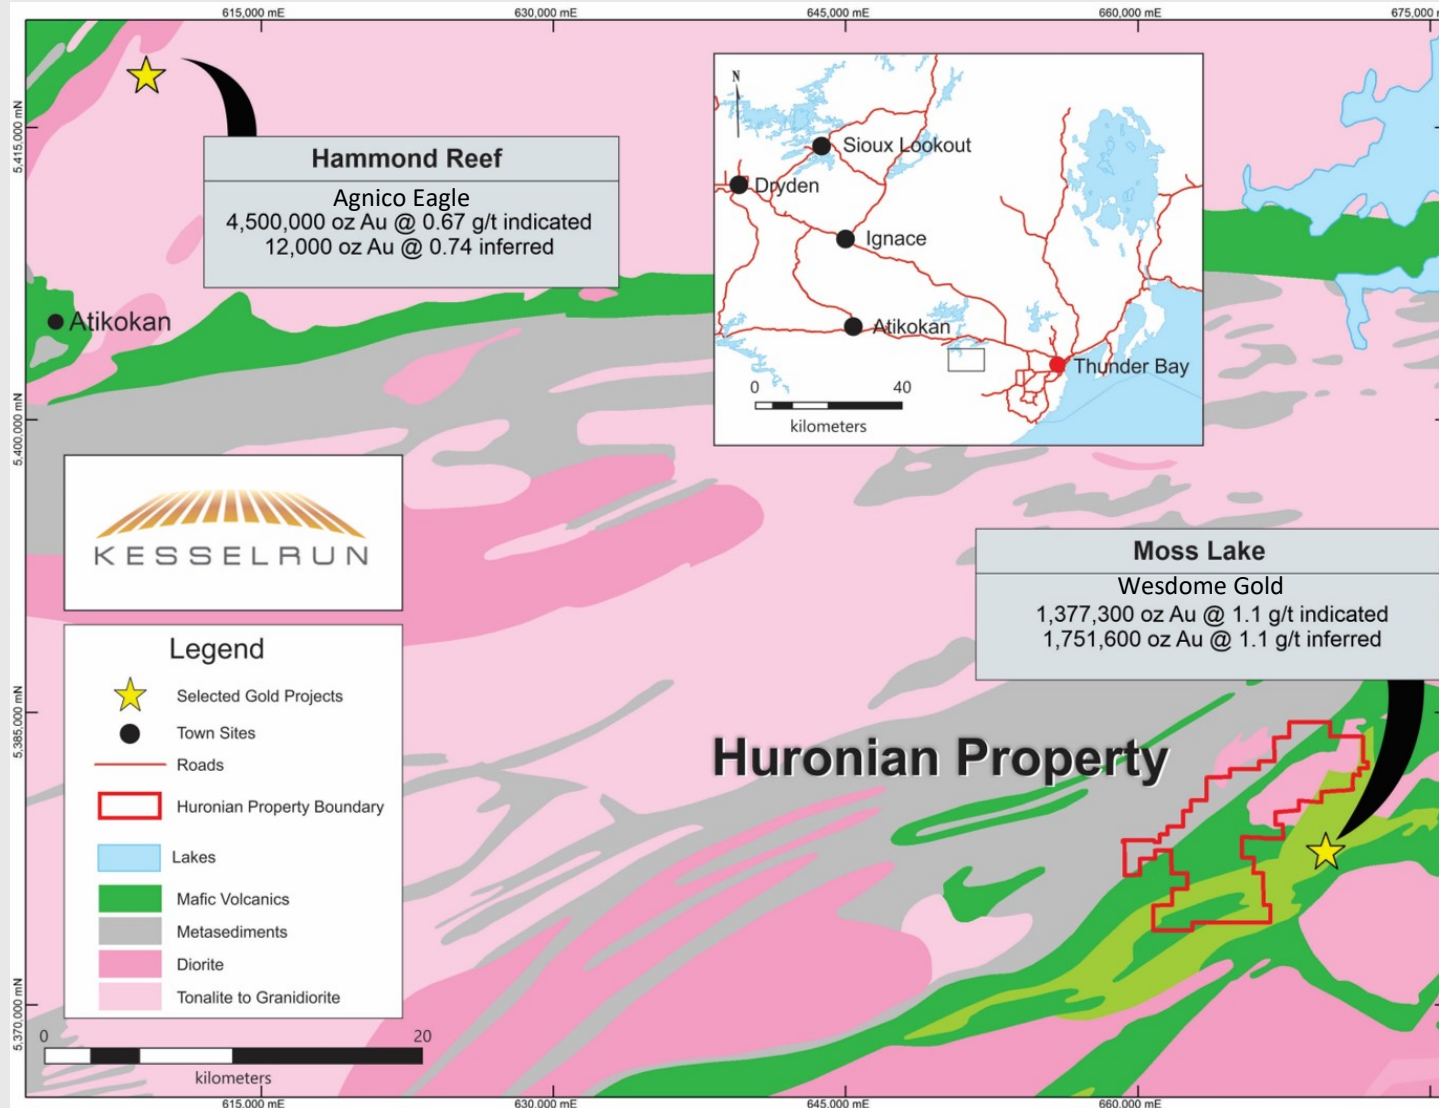 615,000 mE
630,000 mE
645,000 mE
660,000 mE
675,000 m
5,415,000 mN
5,400,000 mN
5,385,000 mN
5,370,000 mN
Hammond Reef
Agnico Eagle
4,500,000 oz Au @ 0.67 g/t indicated
12,000 oz Au @ 0.74 inferred
Atikokan
N
Sioux Lookout
Dryden
Ignace
Atikokan
Thunder Bay
0 40
kilometers
KESSELRUN
Moss Lake
Wesdome Gold
1,377,300 oz Au @ 1.1 g/t indicated
1,751,600 oz Au @ 1.1 g/t inferred
Huronian Property
Legend
Selected Gold Projects
Town Sites
Roads
Huronian Property Boundary
Lakes
Mafic Volcanics
Metasediments
Diorite
Tonalite to Granidiorite
0 20
kilometers
615,000 mE
630,000 mE
645,000 mE
660,000 mE